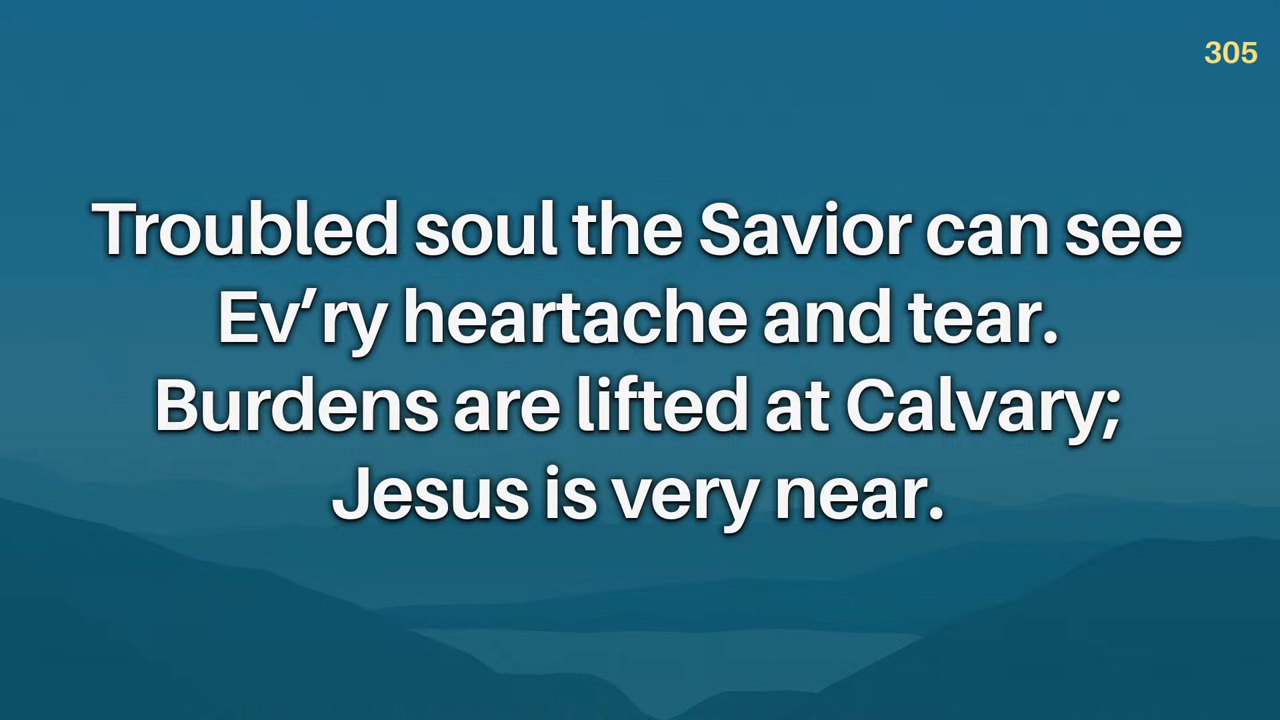 305
Troubled soul the Savior can see
Ev’ry heartache and tear.
Burdens are lifted at Calvary;
Jesus is very near.